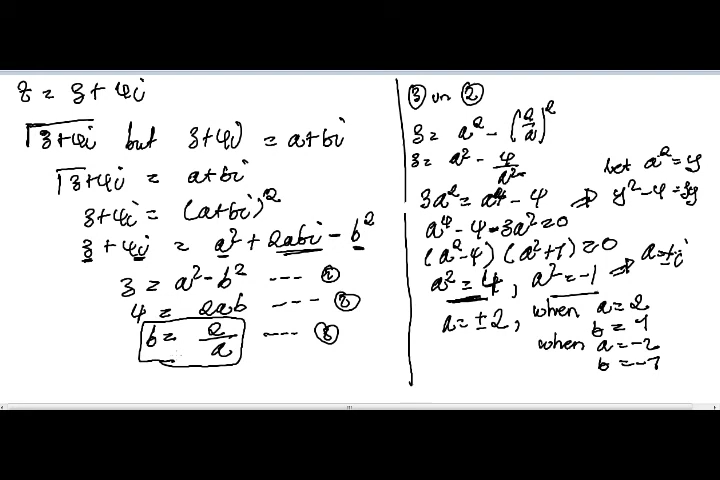 z = 3 + 4i
√3+4i but 3+4i = a+bi
√3+4i = a+bi
3+4i = (a+bi)²
3 + 4i = a² + 2abi - b²
3 = a² - b² ---- ①
4 = 2ab ---- ②
b = 2/a ---- ③
③ in ②
3 = a² - (2/a)²
3 = a² - 4/a²
let a² = y
3a² = a⁴ - 4 ⇒ y² - 4 = 3y
a⁴ - 4 - 3a² = 0
(a² - 4) (a² + 1) = 0
a² = 4, a² = -1 ⇒ a = ±i
a = ±2, when a = 2
b = 1
when a = -2
b = -1